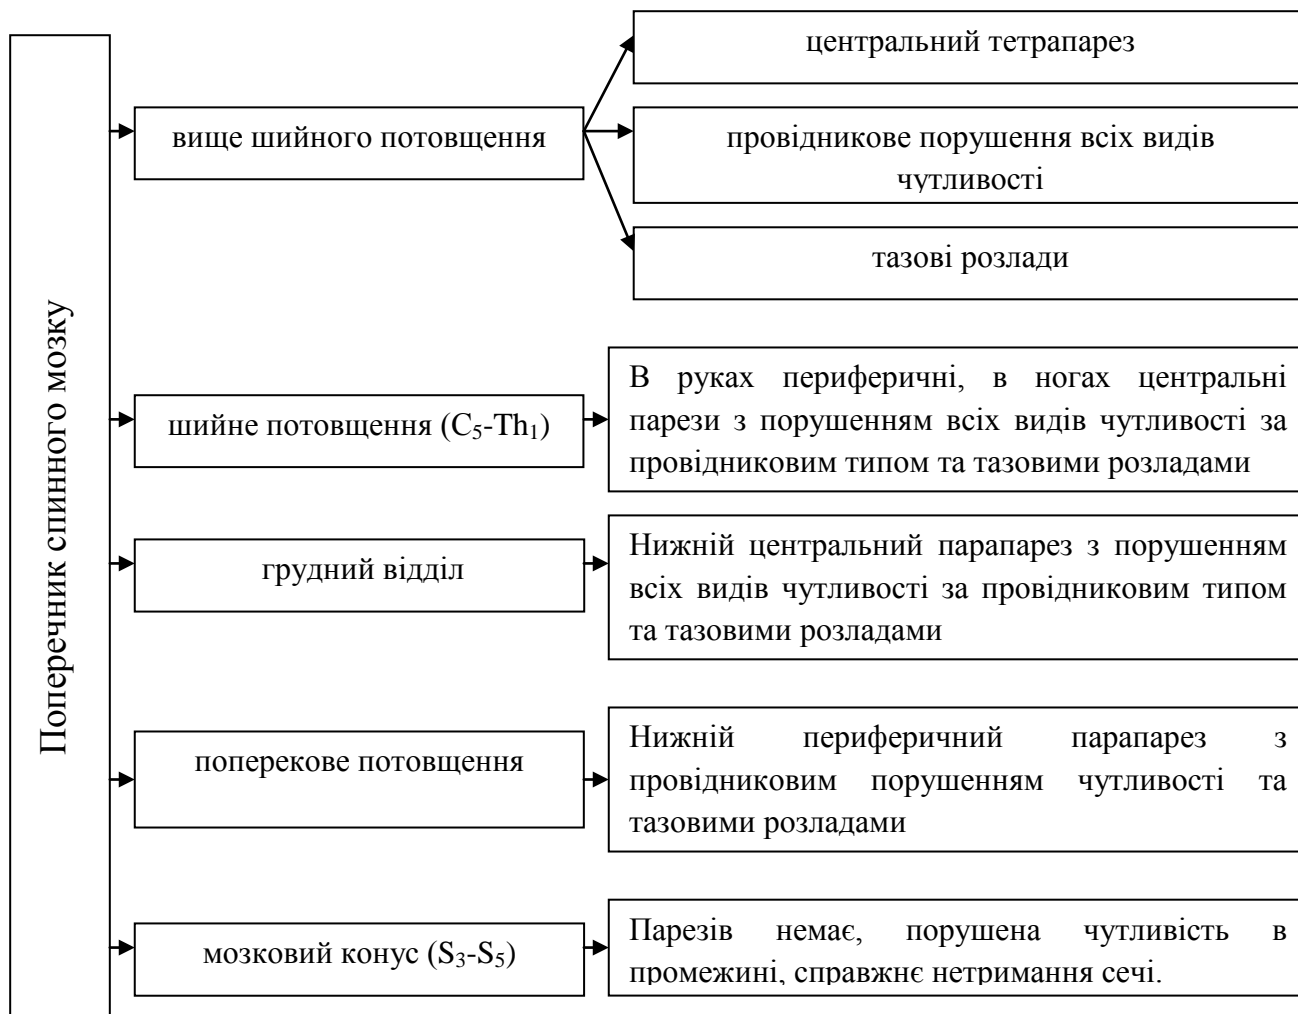 Поперечник спинного мозку
вище шийного потовщення
центральний тетрапарез
провідникове порушення всіх видів
чутливості
тазові розлади
шийне потовщення (C₅-Th₁)
В руках периферичні, в ногах центральні
парези з порушенням всіх видів чутливості за
провідниковим типом та тазовими розладами
грудний відділ
Нижній центральний парапарез з порушенням
всіх видів чутливості за провідниковим типом
та тазовими розладами
поперекове потовщення
Нижній периферичний парапарез з
провідниковим порушенням чутливості та
тазовими розладами
мозковий конус (S₃-S₅)
Парезів немає, порушена чутливість в
промежині, справжнє нетримання сечі.